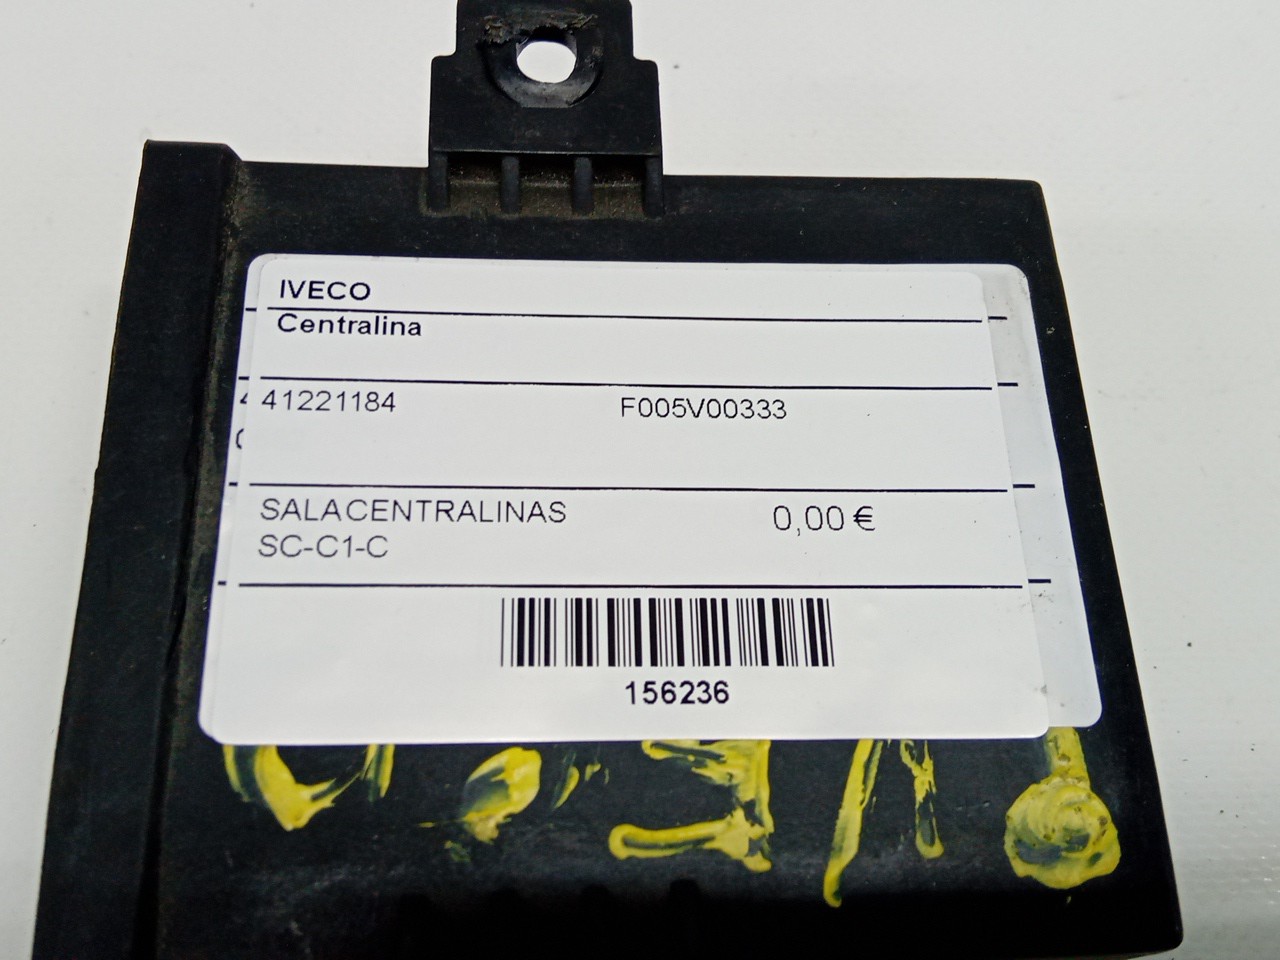 IVECO
Centralina
41221184 F005V00333
SALACENTRALINAS 0,00 €
SC-C1-C
156236